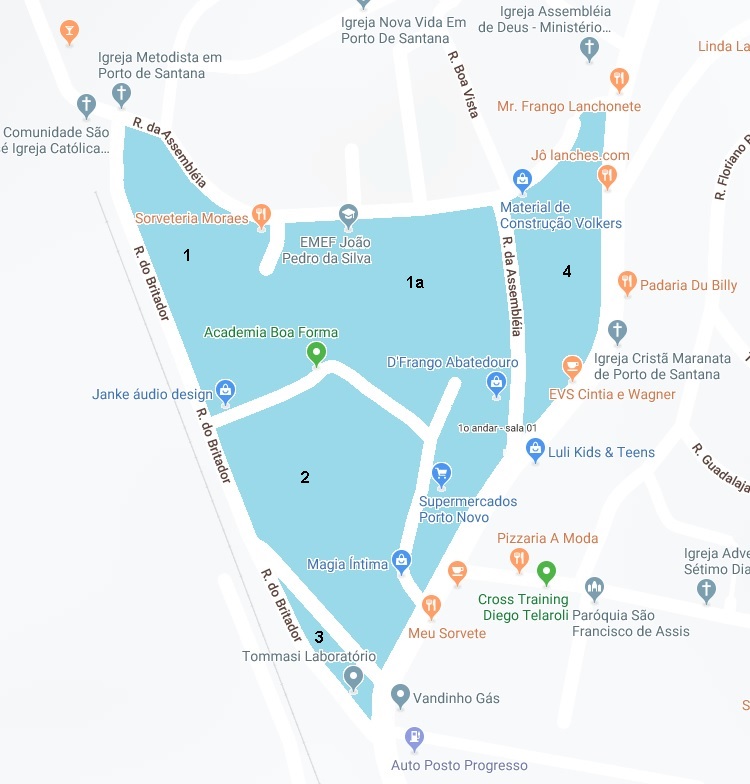 Igreja Assembléia
de Deus - Ministério...
Igreja Nova Vida Em
Porto De Santana
Linda La
Igreja Metodista em
Porto de Santana
R. Boa Vista
Mr. Frango Lanchonete
Comunidade São
é Igreja Católica...
R. da Assembléia
Jô lanches.com
R. Floriano P
Sorveteria Moraes
Material de
Construção Volkers
EMEF João
Pedro da Silva
1
1a
R. da Assembléia
4
R. do Britador
Padaria Du Billy
Academia Boa Forma
Igreja Cristã Maranata
de Porto de Santana
D'Frango Abatedouro
Janke áudio design
EVS Cintia e Wagner
1o andar - sala 01
R. do Britador
Luli Kids & Teens
R. Guadalaja
2
Supermercados
Porto Novo
Pizzaria A Moda
Magia Íntima
Igreja Adve
Sétimo Dia
R. do Britador
Cross Training
Diego Telaroli
Paróquia São
Francisco de Assis
Meu Sorvete
3
Tommasi Laboratório
Vandinho Gás
S
Auto Posto Progresso